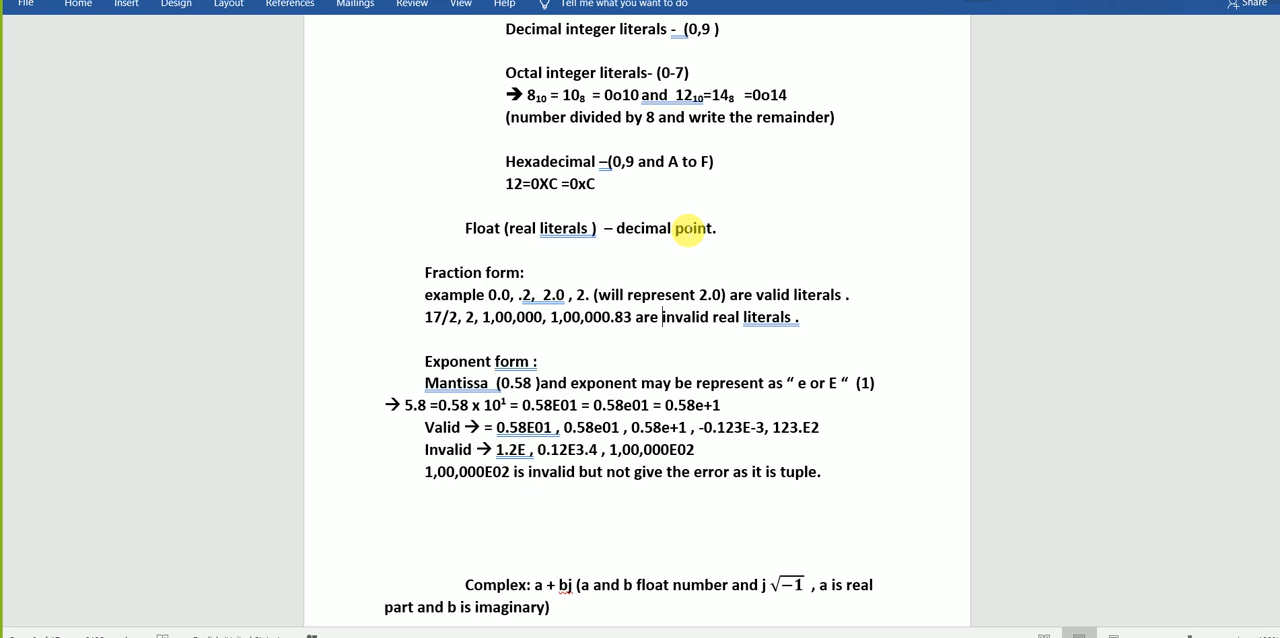 File Home Insert Design Layout References Mailings Review View Help Tell me what you want to do Share
Decimal integer literals - (0,9 )
Octal integer literals- (0-7)
➔ 8₁₀ = 10₈ = 0o10 and 12₁₀=14₈ =0o14
(number divided by 8 and write the remainder)
Hexadecimal –(0,9 and A to F)
12=0XC =0xC
Float (real literals ) – decimal point.
Fraction form:
example 0.0, .2, 2.0 , 2. (will represent 2.0) are valid literals .
17/2, 2, 1,00,000, 1,00,000.83 are invalid real literals .
Exponent form :
Mantissa (0.58 )and exponent may be represent as “ e or E “ (1)
→ 5.8 =0.58 x 10¹ = 0.58E01 = 0.58e01 = 0.58e+1
Valid → = 0.58E01 , 0.58e01 , 0.58e+1 , -0.123E-3, 123.E2
Invalid → 1.2E , 0.12E3.4 , 1,00,000E02
1,00,000E02 is invalid but not give the error as it is tuple.
Complex: a + bj (a and b float number and j √−1 , a is real
part and b is imaginary)